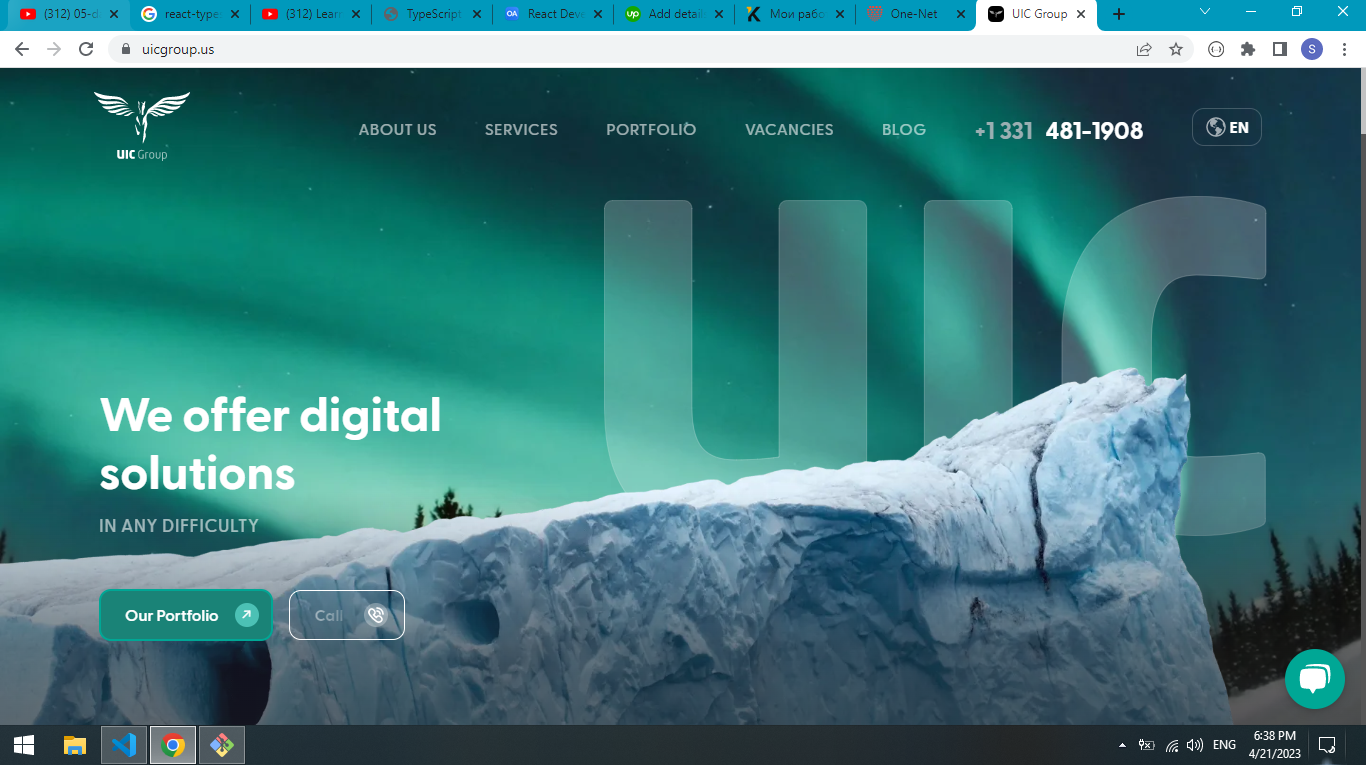 (312) 05-d
react-type
(312) Lear
TypeScript
React Deve
Add detail
Мои рабо
One-Net
UIC Group
uicgroup.us
S
UIC Group
ABOUT US
SERVICES
PORTFOLIO
VACANCIES
BLOG
+1 331 481-1908
EN
UIC
We offer digital
solutions
IN ANY DIFFICULTY
Our Portfolio
Call
ENG
6:38 PM
4/21/2023